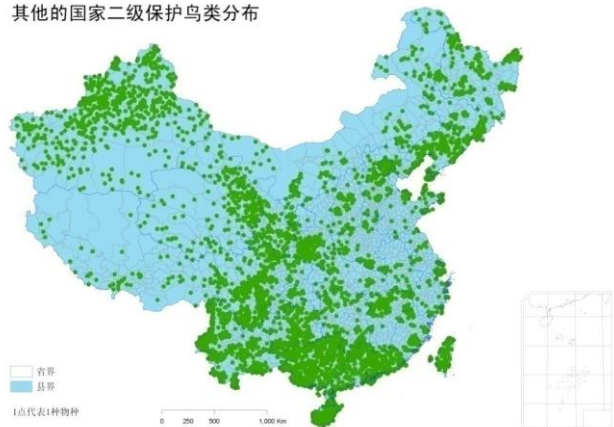 其他的国家二级保护鸟类分布
省界
县界
1点代表1种物种
0 250 500 1,000 Km